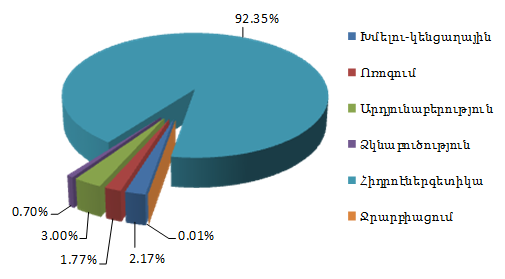 92.35%
Խմելու-կենցաղային
Ոռոգում
Արդյունաբերություն
Ձկնաբուծություն
Հիդրոէներգետիկա
Ջրարբիացում
0.70%
3.00%
1.77%
2.17%
0.01%